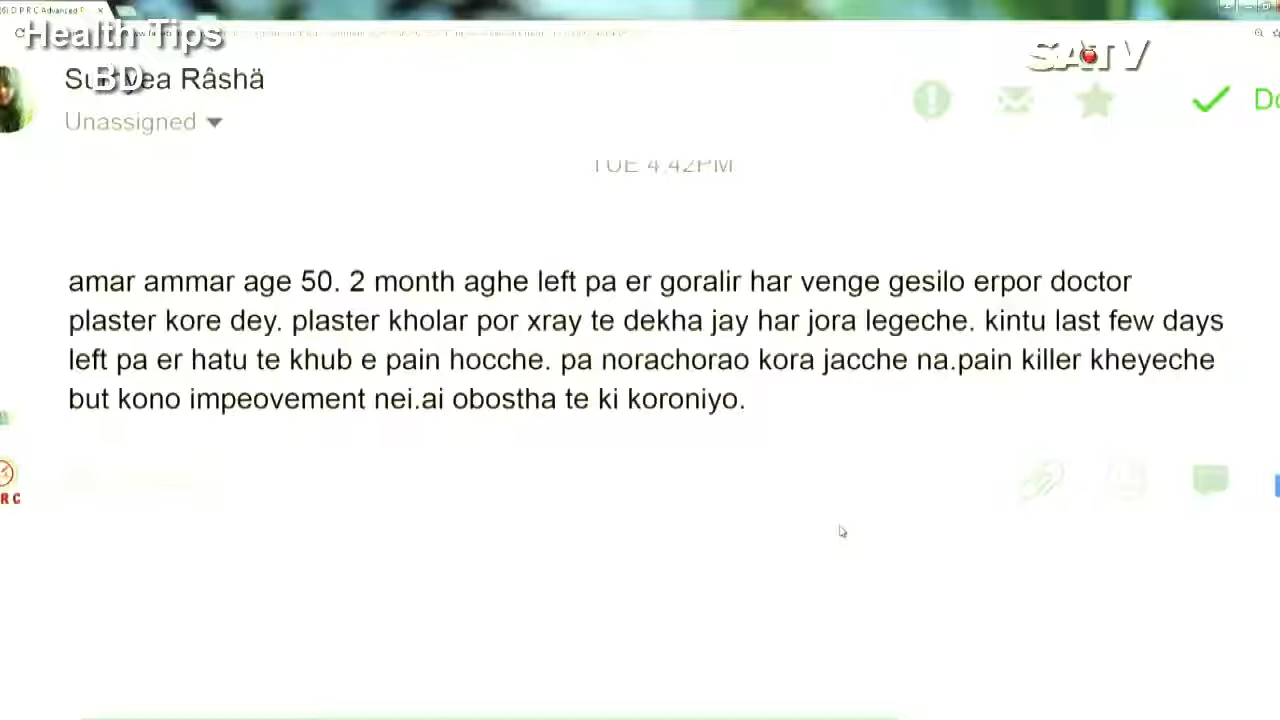 Health Tips
BD
SATV
Râshä
Unassigned
TUE 4:42PM
amar ammar age 50. 2 month aghe left pa er goralir har venge gesilo erpor doctor
plaster kore dey. plaster kholar por xray te dekha jay har jora legeche. kintu last few days
left pa er hatu te khub e pain hocche. pa norachorao kora jacche na.pain killer kheyeche
but kono impeovement nei.ai obostha te ki koroniyo.
R C